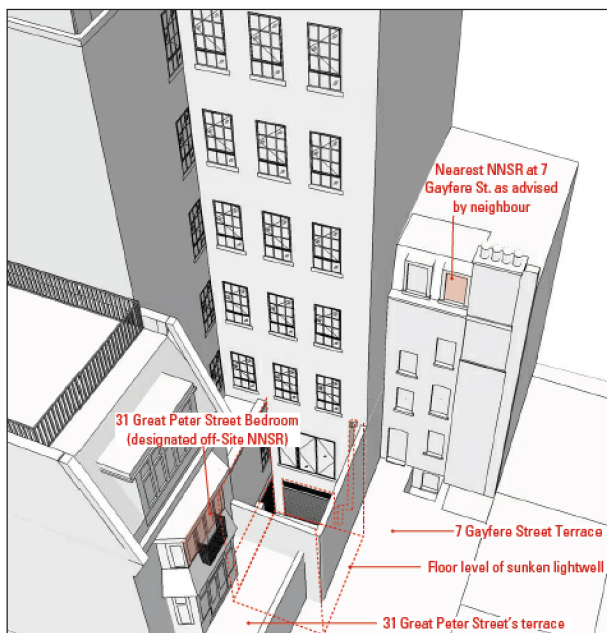 Nearest NNSR at 7
Gayfere St. as advised
by neighbour
31 Great Peter Street Bedroom
(designated off-Site NNSR)
7 Gayfere Street Terrace
Floor level of sunken lightwell
31 Great Peter Street's terrace